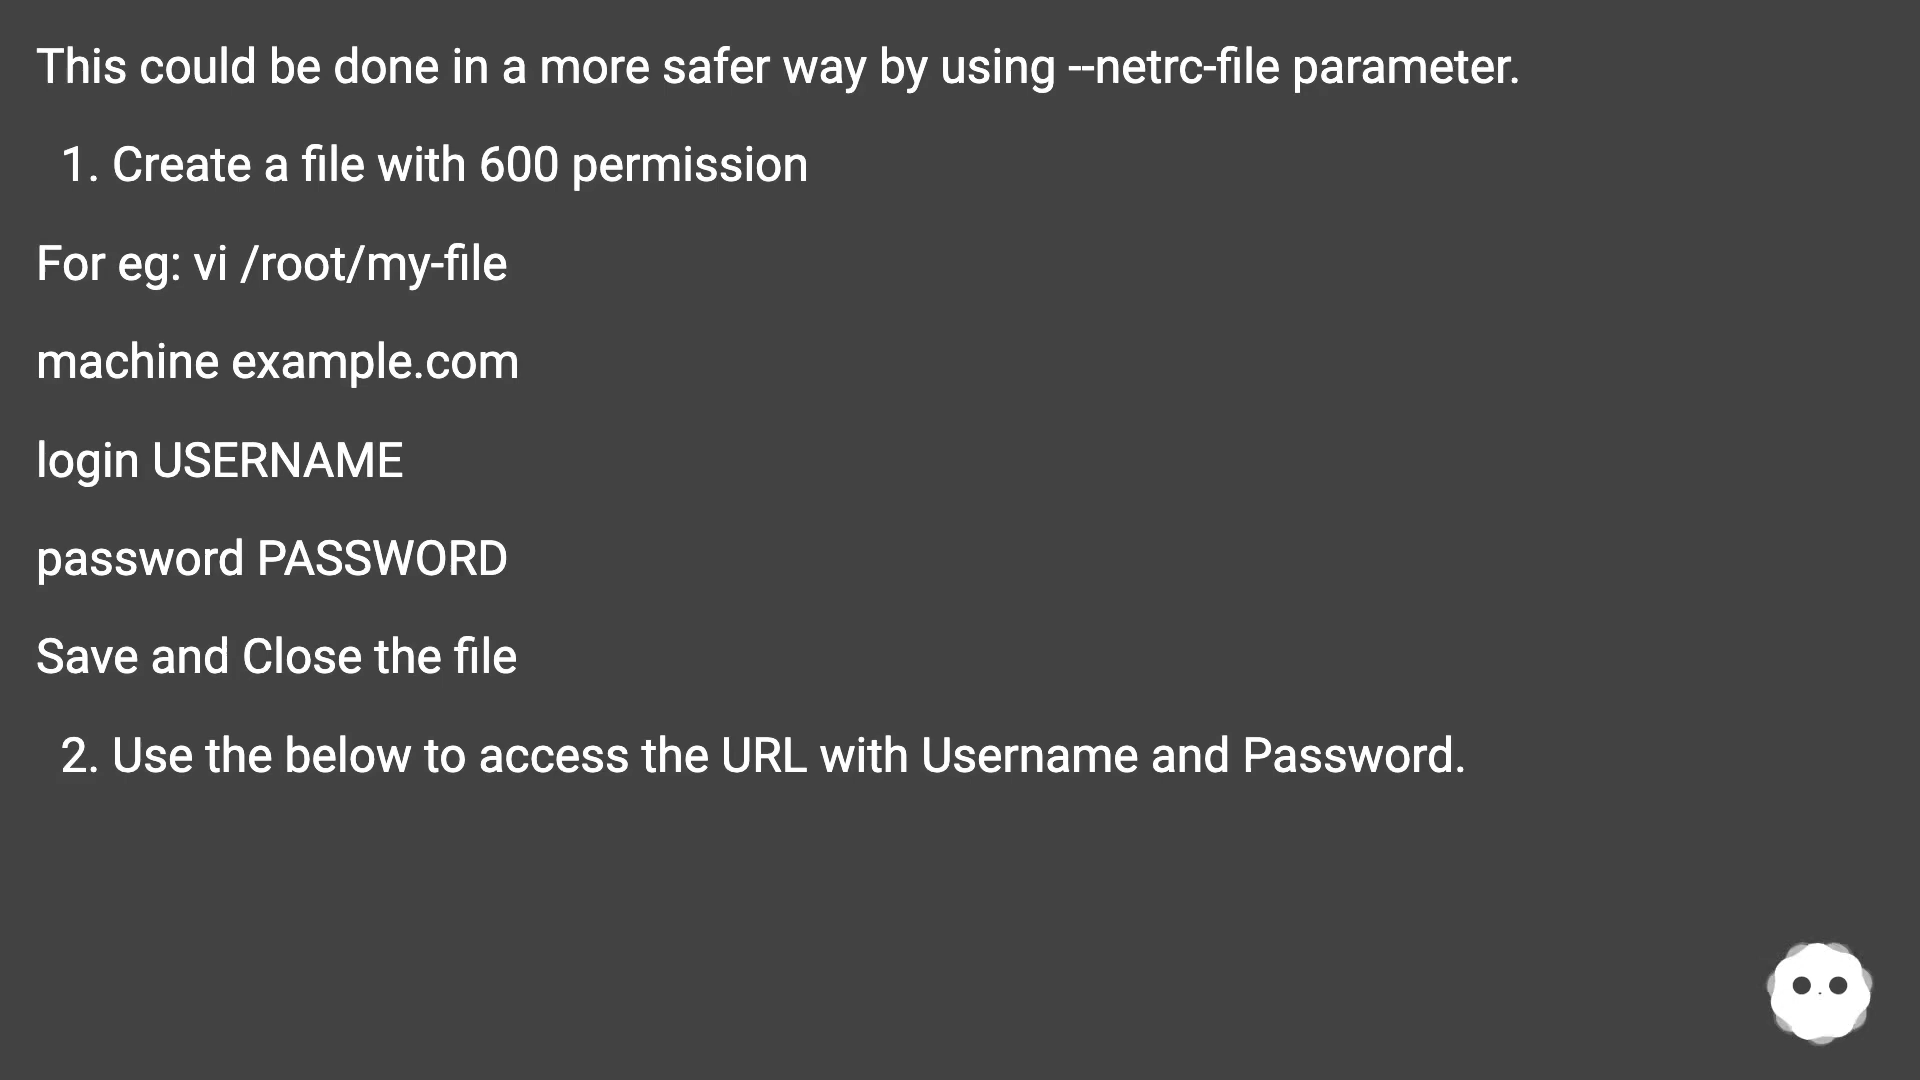 This could be done in a more safer way by using --netrc-file parameter.
1. Create a file with 600 permission
For eg: vi /root/my-file
machine example.com
login USERNAME
password PASSWORD
Save and Close the file
2. Use the below to access the URL with Username and Password.